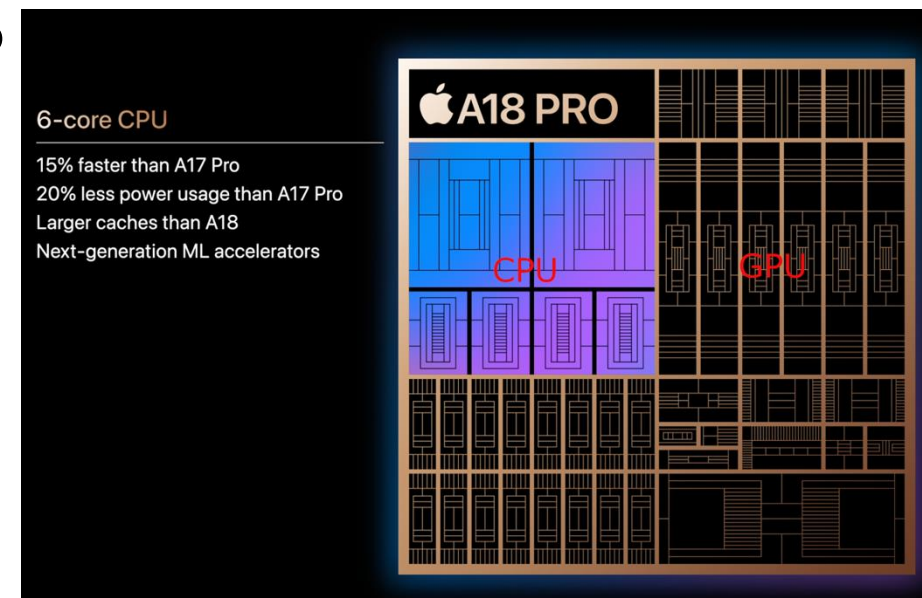 6-core CPU
15% faster than A17 Pro
20% less power usage than A17 Pro
Larger caches than A18
Next-generation ML accelerators
A18 PRO
CPU
GPU